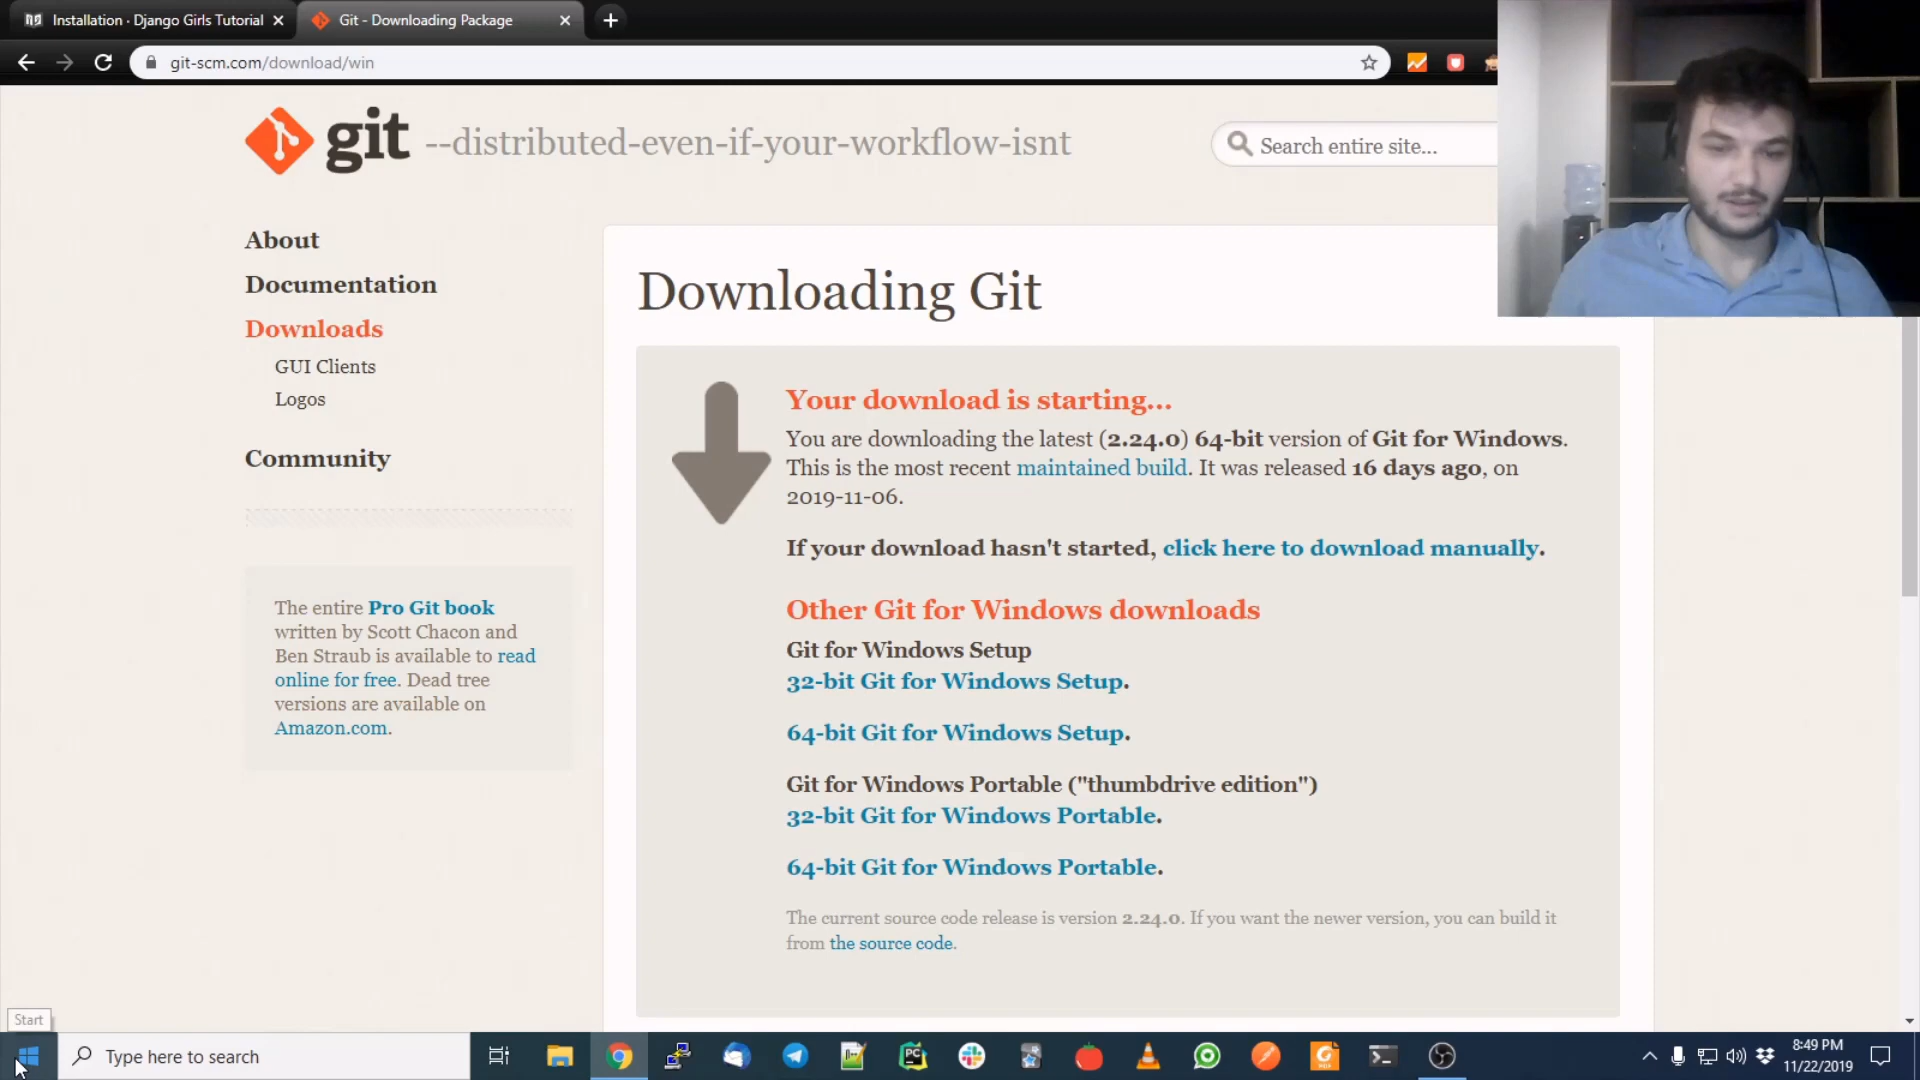 Installation · Django Girls Tutorial
Git - Downloading Package
git-scm.com/download/win
git --distributed-even-if-your-workflow-isnt
Search entire site...
About
Documentation
Downloads
GUI Clients
Logos
Community
The entire Pro Git book
written by Scott Chacon and
Ben Straub is available to read
online for free. Dead tree
versions are available on
Amazon.com.
Downloading Git
Your download is starting...
You are downloading the latest (2.24.0) 64-bit version of Git for Windows.
This is the most recent maintained build. It was released 16 days ago, on
2019-11-06.
If your download hasn't started, click here to download manually.
Other Git for Windows downloads
Git for Windows Setup
32-bit Git for Windows Setup.
64-bit Git for Windows Setup.
Git for Windows Portable ("thumbdrive edition")
32-bit Git for Windows Portable.
64-bit Git for Windows Portable.
The current source code release is version 2.24.0. If you want the newer version, you can build it
from the source code.
Start
Type here to search
PC
8:49 PM
11/22/2019